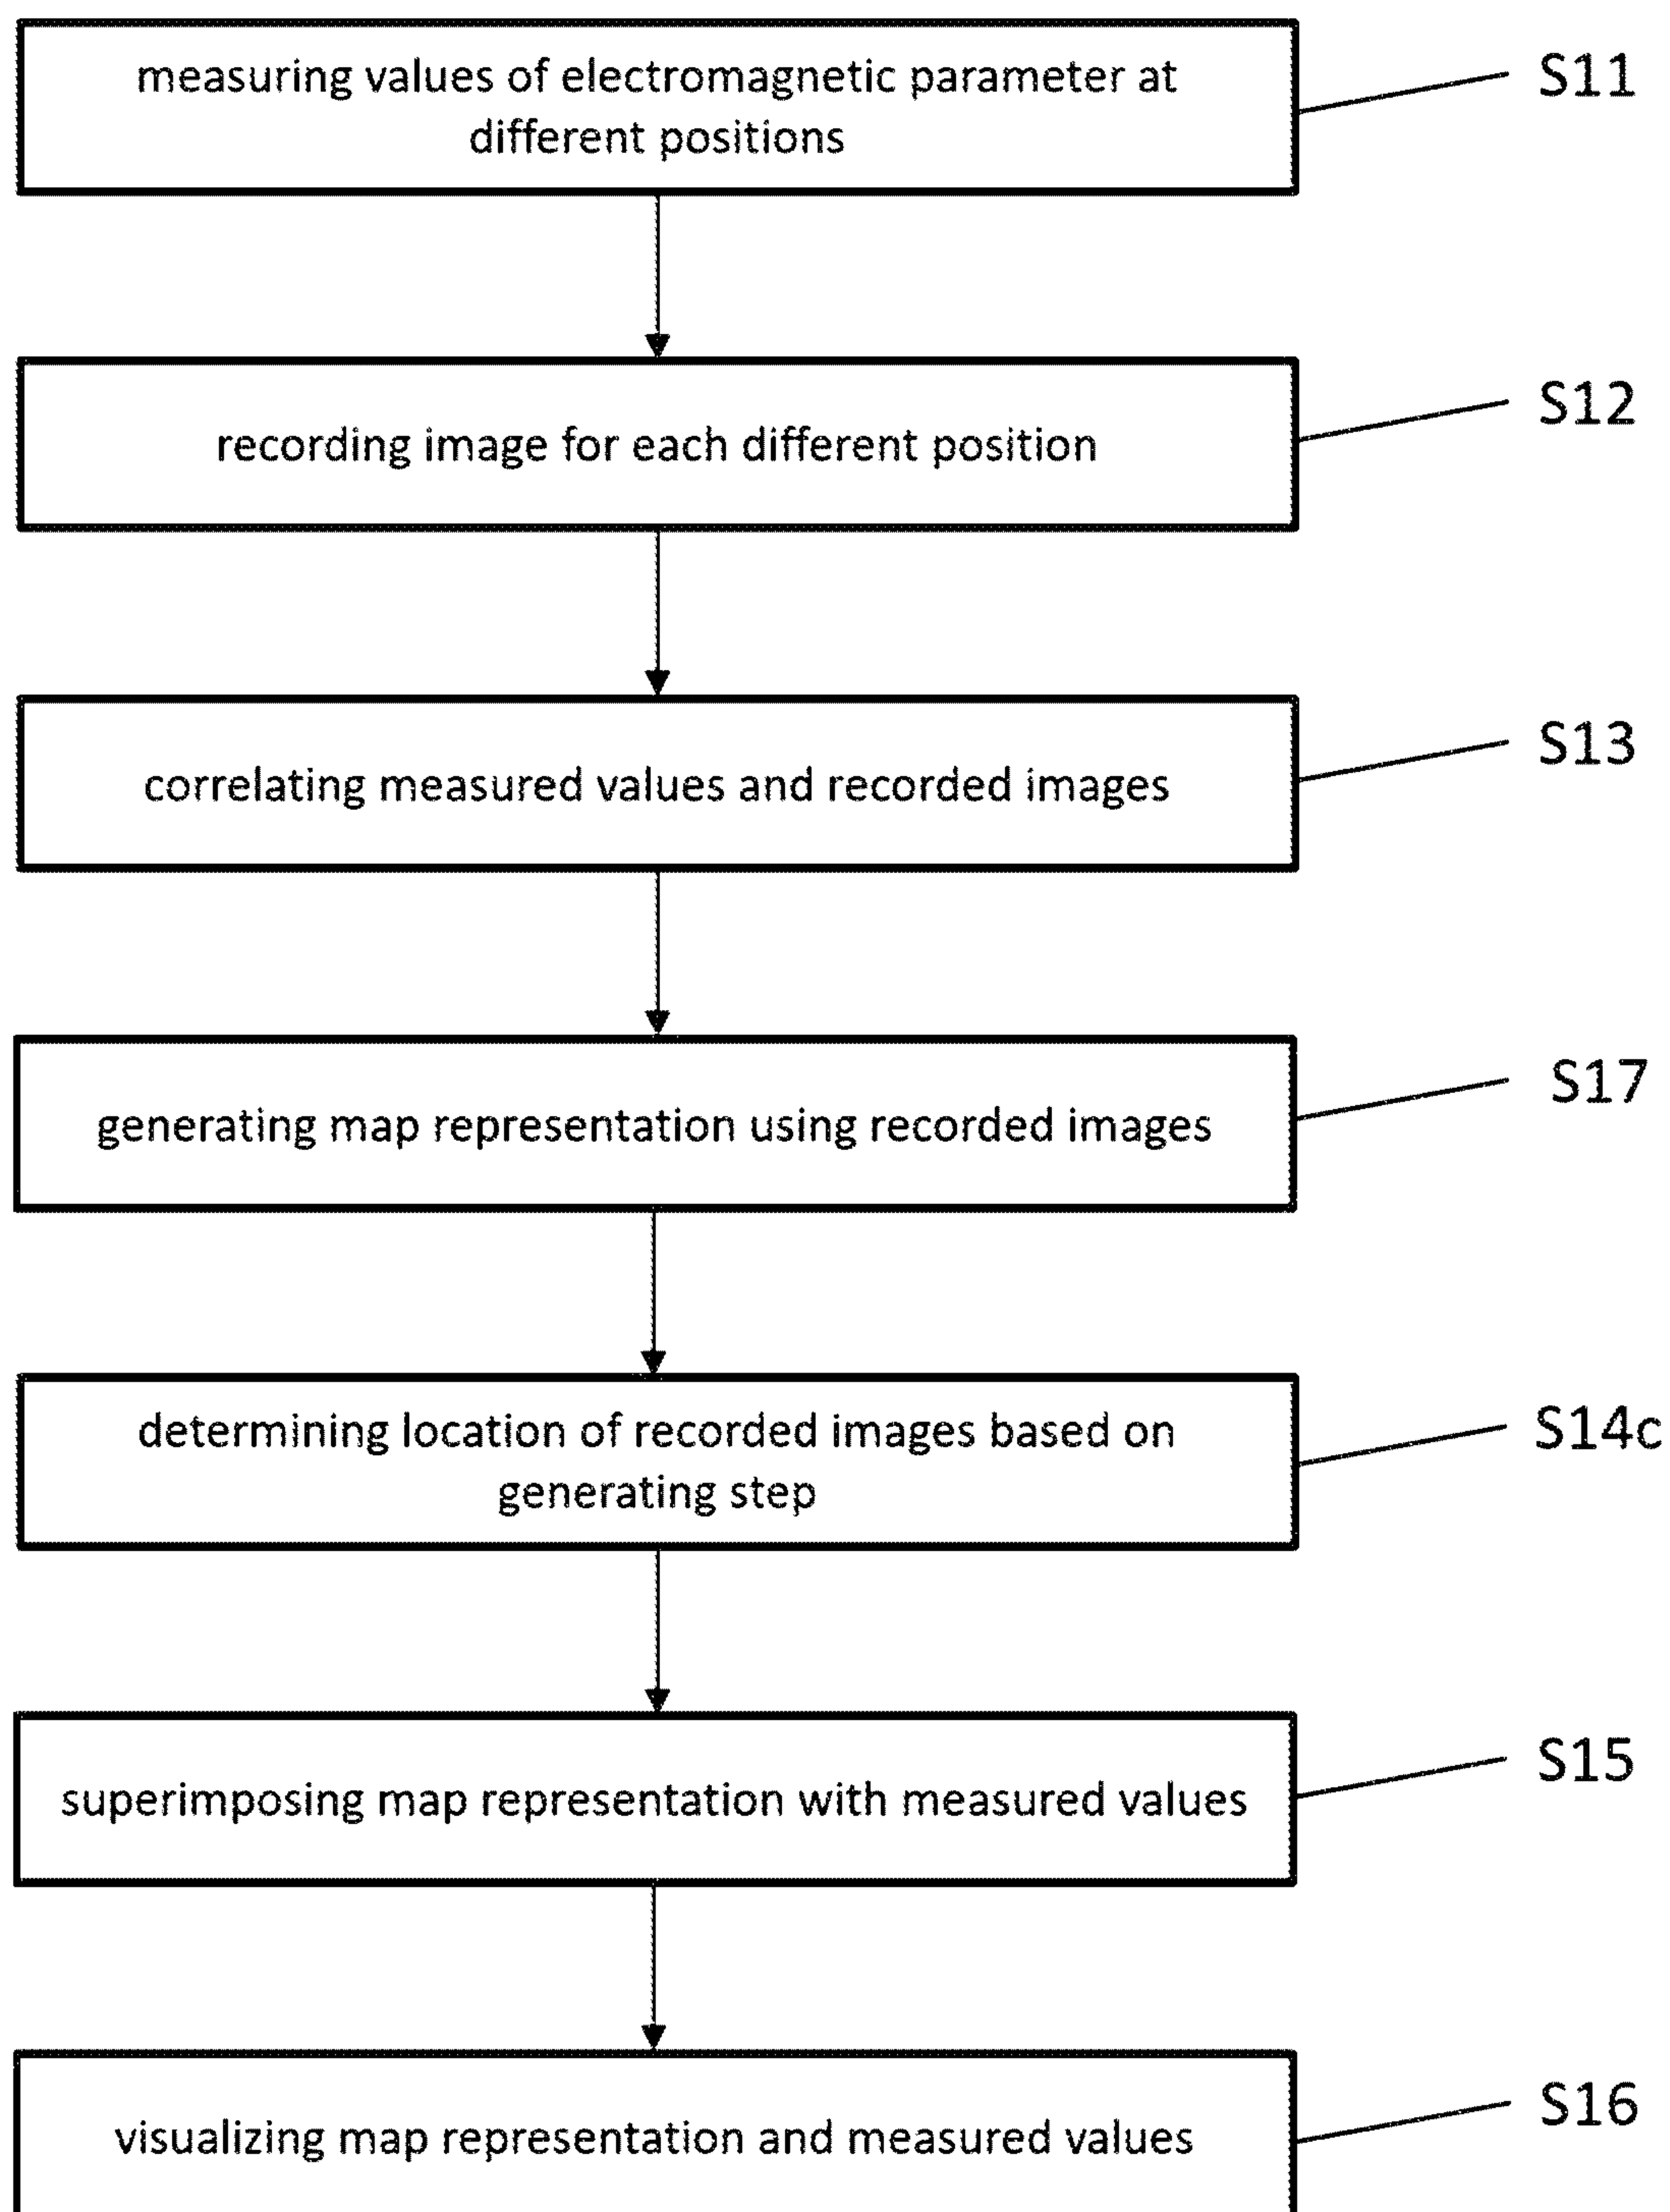 measuring values of electromagnetic parameter at
different positions
S11
recording image for each different position
S12
correlating measured values and recorded images
S13
generating map representation using recorded images
S17
determining location of recorded images based on
generating step
S14c
superimposing map representation with measured values
S15
visualizing map representation and measured values
S16